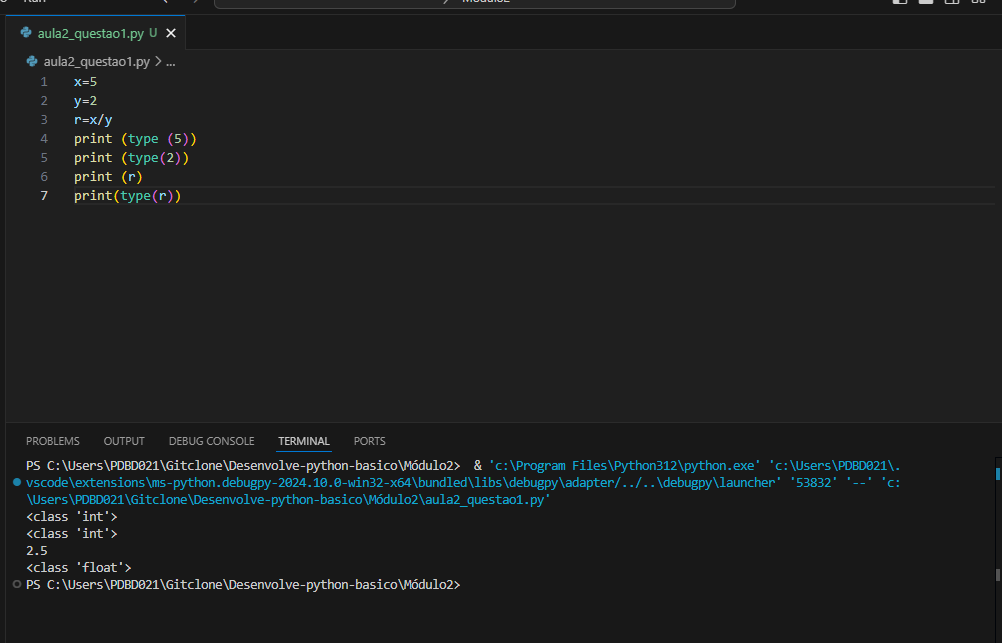 aula2_questao1.py U
aula2_questao1.py > ...
1 x=5
2 y=2
3 r=x/y
4 print (type (5))
5 print (type(2))
6 print (r)
7 print(type(r))
PROBLEMS OUTPUT DEBUG CONSOLE TERMINAL PORTS
PS C:\Users\PDBD021\Gitclone\Desenvolve-python-basico\Módulo2>  & 'c:\Program Files\Python312\python.exe' 'c:\Users\PDBD021\.
vscode\extensions\ms-python.debugpy-2024.10.0-win32-x64\bundled\libs\debugpy\adapter/../..\debugpy\launcher' '53832' '--' 'c:
\Users\PDBD021\Gitclone\Desenvolve-python-basico\Módulo2\aula2_questao1.py'
<class 'int'>
<class 'int'>
2.5
<class 'float'>
PS C:\Users\PDBD021\Gitclone\Desenvolve-python-basico\Módulo2>